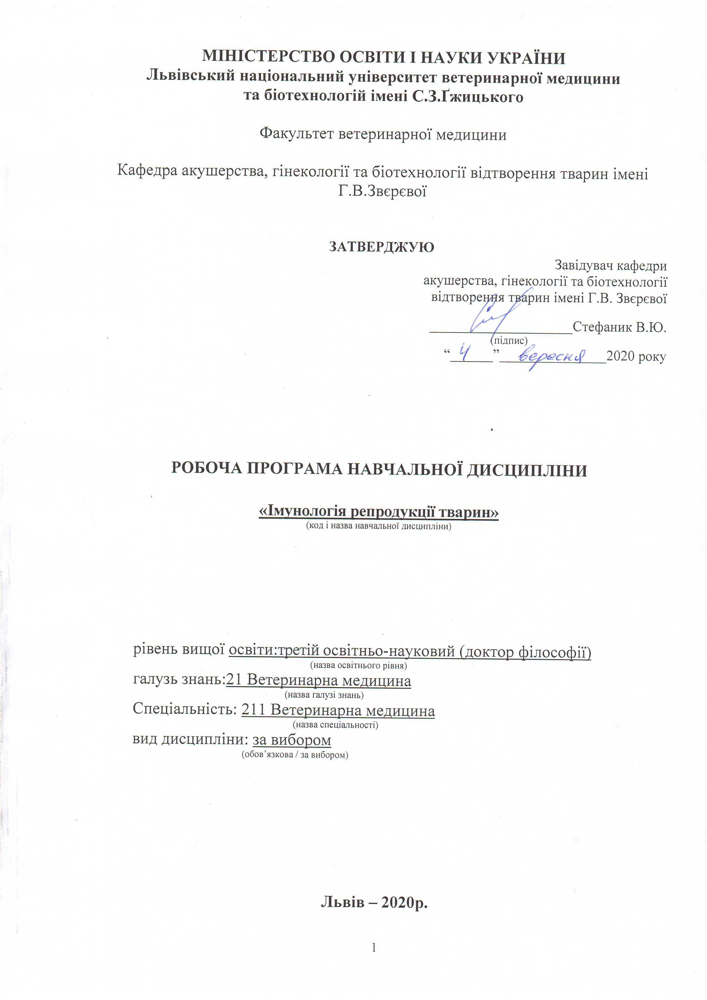 МІНІСТЕРСТВО ОСВІТИ І НАУКИ УКРАЇНИ
Львівський національний університет ветеринарної медицини
та біотехнологій імені С.З.Ґжицького
Факультет ветеринарної медицини
Кафедра акушерства, гінекології та біотехнології відтворення тварин імені
Г.В.Звєрєвої
ЗАТВЕРДЖУЮ
Завідувач кафедри
акушерства, гінекології та біотехнології
відтворення тварин імені Г.В. Звєрєвої
____________________Стефаник В.Ю.
(підпис)
“ 4 ” вересня 2020 року
РОБОЧА ПРОГРАМА НАВЧАЛЬНОЇ ДИСЦИПЛІНИ
«Імунологія репродукції тварин»
(код і назва навчальної дисципліни)
рівень вищої освіти:третій освітньо-науковий (доктор філософії)
(назва освітнього рівня)
галузь знань:21 Ветеринарна медицина
(назва галузі знань)
Спеціальність: 211 Ветеринарна медицина
(назва спеціальності)
вид дисципліни: за вибором
(обов’язкова / за вибором)
Львів – 2020р.
1